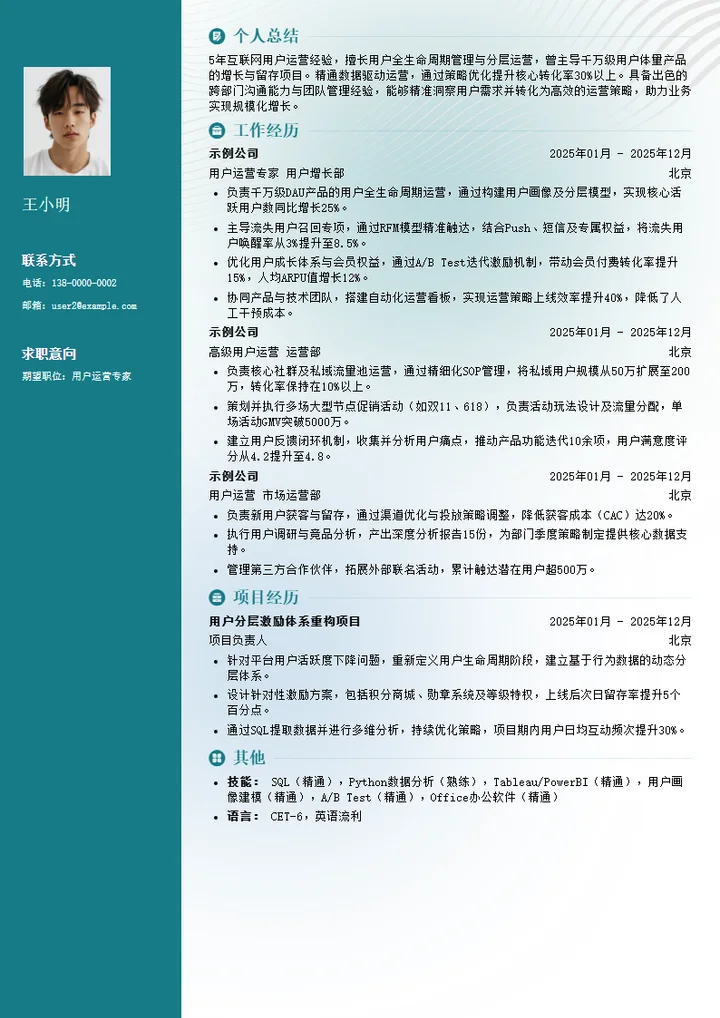 王小明
联系方式
电话：138-0000-0002
邮箱：user2@example.com
求职意向
期望职位：用户运营专家
个人总结
5年互联网用户运营经验，擅长用户全生命周期管理与分层运营，曾主导千万级用户体量产品
的增长与留存项目。精通数据驱动运营，通过策略优化提升核心转化率30%以上。具备出色的
跨部门沟通能力与团队管理经验，能够精准洞察用户需求并转化为高效的运营策略，助力业务
实现规模化增长。
工作经历
示例公司 2025年01月 - 2025年12月
用户运营专家 用户增长部 北京
• 负责千万级DAU产品的用户全生命周期运营，通过构建用户画像及分层模型，实现核心活
跃用户数同比增长25%。
• 主导流失用户召回专项，通过RFM模型精准触达，结合Push、短信及专属权益，将流失用
户唤醒率从3%提升至8.5%。
• 优化用户成长体系与会员权益，通过A/B Test迭代激励机制，带动会员付费转化率提升
15%，人均ARPU值增长12%。
• 协同产品与技术团队，搭建自动化运营看板，实现运营策略上线效率提升40%，降低了人
工干预成本。
示例公司 2025年01月 - 2025年12月
高级用户运营 运营部 北京
• 负责核心社群及私域流量池运营，通过精细化SOP管理，将私域用户规模从50万扩展至200
万，转化率保持在10%以上。
• 策划并执行多场大型节点促销活动（如双11、618），负责活动玩法设计及流量分配，单
场活动GMV突破5000万。
• 建立用户反馈闭环机制，收集并分析用户痛点，推动产品功能迭代10余项，用户满意度评
分从4.2提升至4.8。
示例公司 2025年01月 - 2025年12月
用户运营 市场运营部 北京
• 负责新用户获客与留存，通过渠道优化与投放策略调整，降低获客成本（CAC）达20%。
• 执行用户调研与竞品分析，产出深度分析报告15份，为部门季度策略制定提供核心数据支
持。
• 管理第三方合作伙伴，拓展外部联名活动，累计触达潜在用户超500万。
项目经历
用户分层激励体系重构项目 2025年01月 - 2025年12月
项目负责人 北京
• 针对平台用户活跃度下降问题，重新定义用户生命周期阶段，建立基于行为数据的动态分
层体系。
• 设计针对性激励方案，包括积分商城、勋章系统及等级特权，上线后次日留存率提升5个
百分点。
• 通过SQL提取数据并进行多维分析，持续优化策略，项目期内用户日均互动频次提升30%。
其他
• 技能： SQL（精通），Python数据分析（熟练），Tableau/PowerBI（精通），用户画
像建模（精通），A/B Test（精通），Office办公软件（精通）
• 语言： CET-6，英语流利